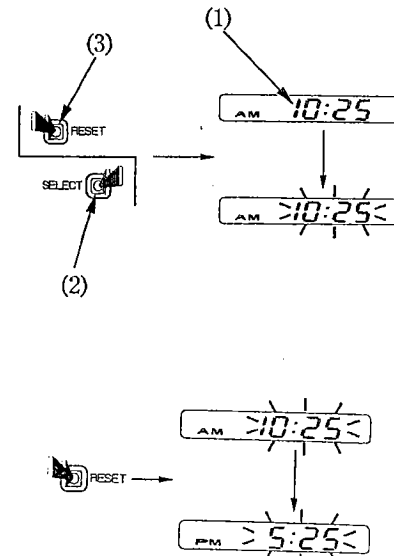 (3)
(1)
AM 10:25
RESET
SELECT
AM 10:25
(2)
AM 10:25
RESET
PM 5:25